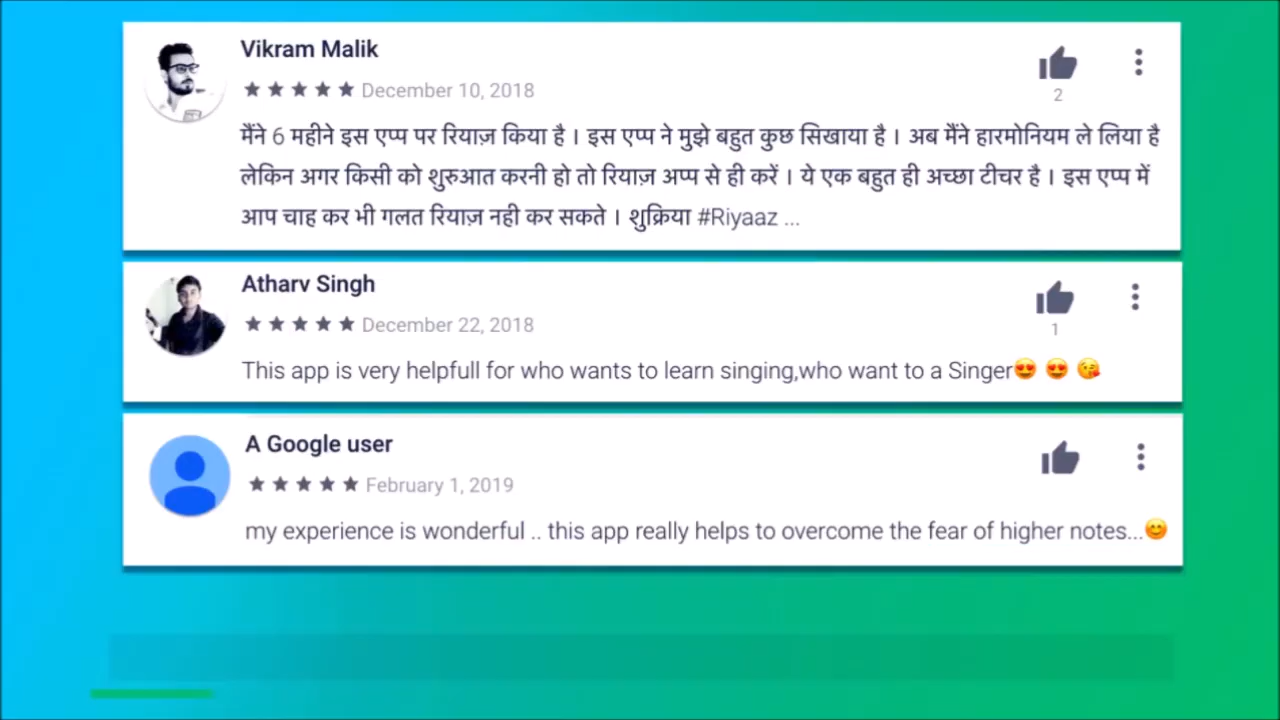 Vikram Malik
★★★★★ December 10, 2018
2
मैंने 6 महीने इस एप्प पर रियाज़ किया है । इस एप्प ने मुझे बहुत कुछ सिखाया है । अब मैंने हारमोनियम ले लिया है
लेकिन अगर किसी को शुरुआत करनी हो तो रियाज़ अप्प से ही करें । ये एक बहुत ही अच्छा टीचर है । इस एप्प में
आप चाह कर भी गलत रियाज़ नही कर सकते । शुक्रिया #Riyaaz ...
Atharv Singh
★★★★★ December 22, 2018
1
This app is very helpfull for who wants to learn singing,who want to a Singer😍 😍 😘
A Google user
★★★★★ February 1, 2019
my experience is wonderful .. this app really helps to overcome the fear of higher notes...😊